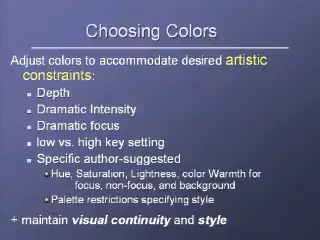 Choosing Colors
Adjust colors to accommodate desired artistic
constraints:
Depth
Dramatic Intensity
Dramatic focus
low vs. high key setting
Specific author-suggested
Hue, Saturation, Lightness, color Warmth for
focus, non-focus, and background
Palette restrictions specifying style
+ maintain visual continuity and style